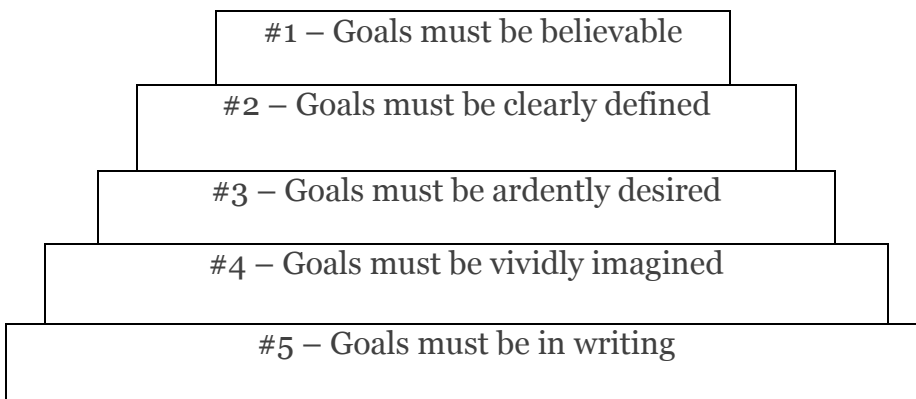 #1 – Goals must be believable
#2 – Goals must be clearly defined
#3 – Goals must be ardently desired
#4 – Goals must be vividly imagined
#5 – Goals must be in writing